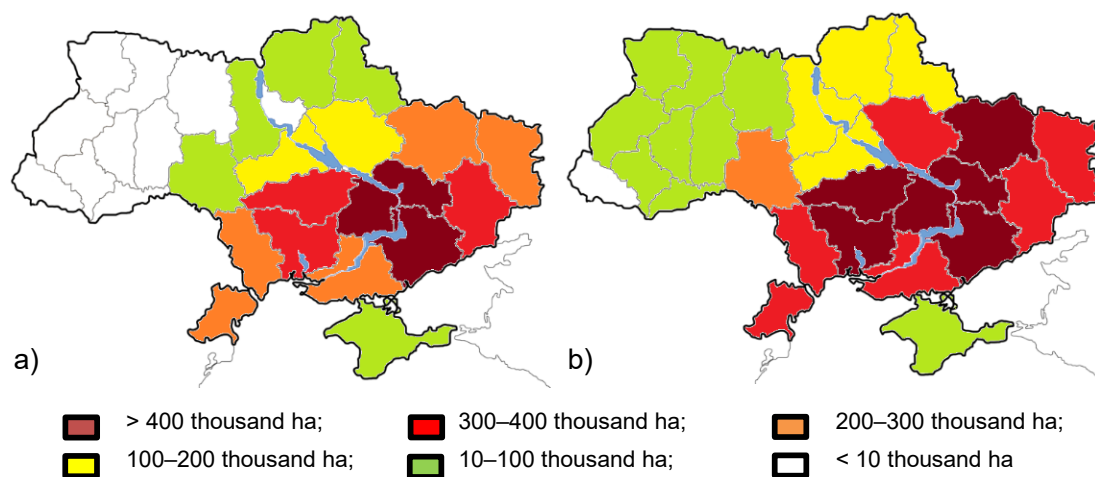 a)
b)
> 400 thousand ha;
300–400 thousand ha;
200–300 thousand ha;
100–200 thousand ha;
10–100 thousand ha;
< 10 thousand ha